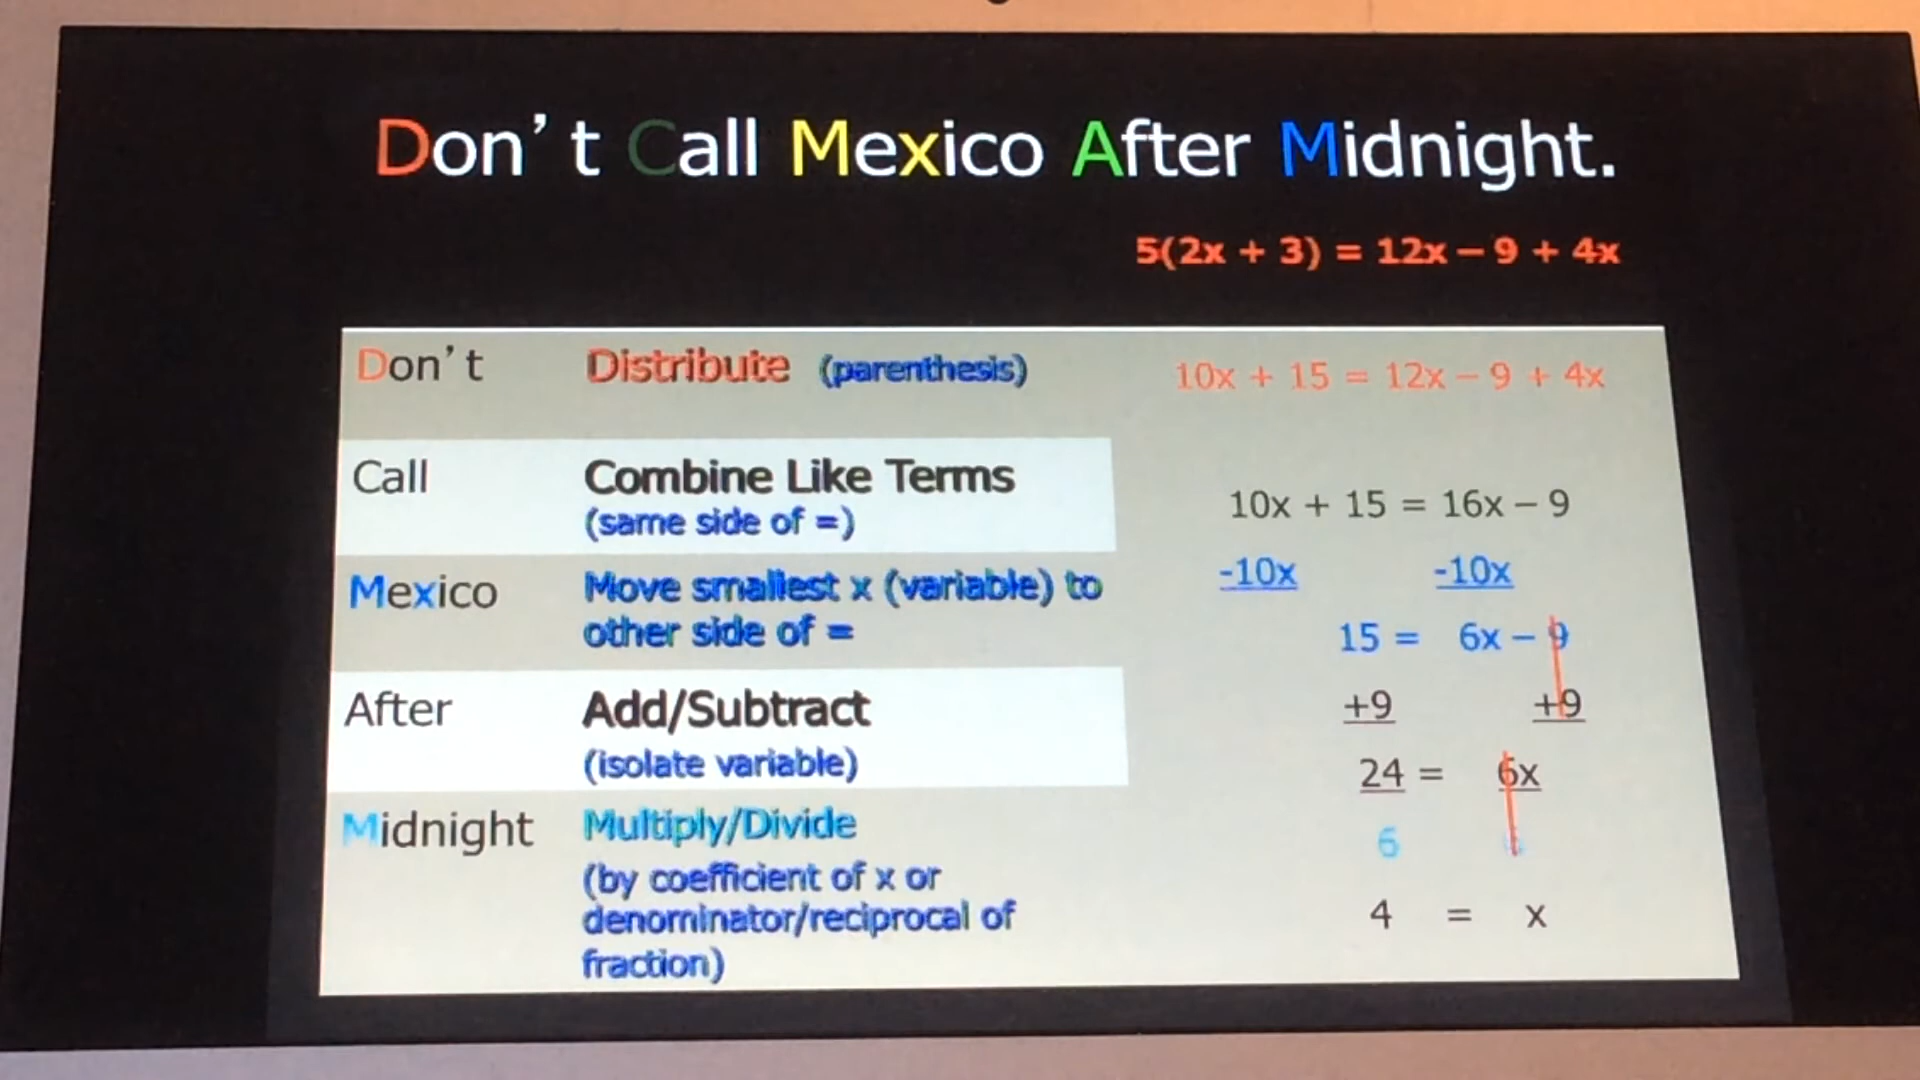 Don't Call Mexico After Midnight.
5(2x + 3) = 12x – 9 + 4x
Don't Distribute (parenthesis) 10x + 15 = 12x – 9 + 4x
Call Combine Like Terms
(same side of =)
10x + 15 = 16x – 9
Mexico Move smallest x (variable) to
other side of =
-10x -10x
15 = 6x – 9
After Add/Subtract
(isolate variable)
+9 +9
24 = 6x
Midnight Multiply/Divide
(by coefficient of x or
denominator/reciprocal of
fraction)
6
4 = x